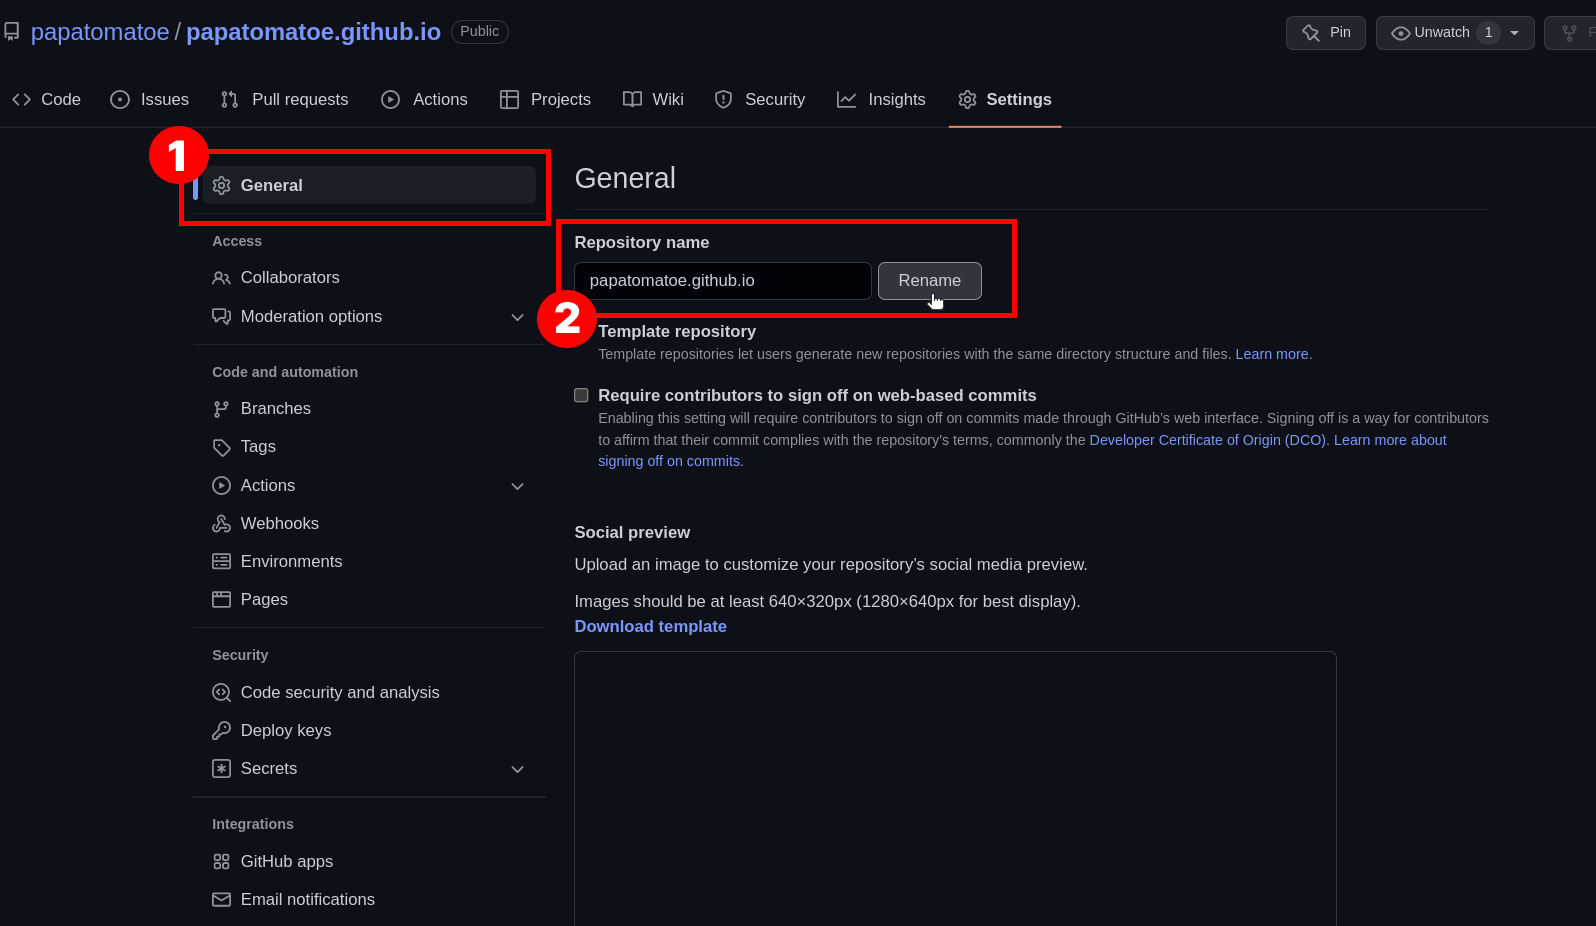 papatomatoe / papatomatoe.github.io Public
Pin
Unwatch 1
Code Issues Pull requests Actions Projects Wiki Security Insights Settings
1
General
Access
Collaborators
Moderation options
Code and automation
Branches
Tags
Actions
Webhooks
Environments
Pages
Security
Code security and analysis
Deploy keys
Secrets
Integrations
GitHub apps
Email notifications
General
Repository name
papatomatoe.github.io Rename
2
Template repository
Template repositories let users generate new repositories with the same directory structure and files. Learn more.
Require contributors to sign off on web-based commits
Enabling this setting will require contributors to sign off on commits made through GitHub's web interface. Signing off is a way for contributors
to affirm that their commit complies with the repository's terms, commonly the Developer Certificate of Origin (DCO). Learn more about
signing off on commits.
Social preview
Upload an image to customize your repository's social media preview.
Images should be at least 640×320px (1280×640px for best display).
Download template